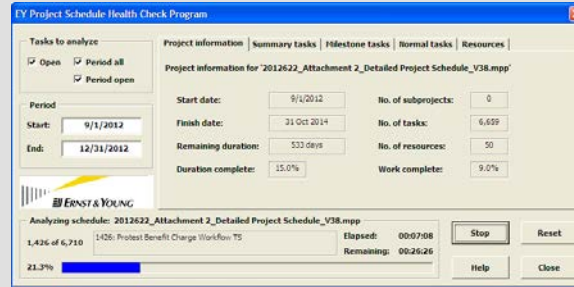 EY Project Schedule Health Check Program
Tasks to analyze
Open Period all
Period open
Period
Start: 9/1/2012
End: 12/31/2012
ERNST & YOUNG
Project information Summary tasks Milestone tasks Normal tasks Resources
Project information for '2012622_Attachment 2_Detailed Project Schedule_V38.mpp'
Start date: 9/1/2012 No. of subprojects: 0
Finish date: 31 Oct 2014 No. of tasks: 6,659
Remaining duration: 533 days No. of resources: 50
Duration complete: 15.0% Work complete: 9.0%
Analyzing schedule: 2012622_Attachment 2_Detailed Project Schedule_V38.mpp
1,426 of 6,710 1426: Protest Benefit Charge Workflow TS Elapsed: 00:07:08
Remaining: 00:26:26
21.3%
Stop Reset
Help Close